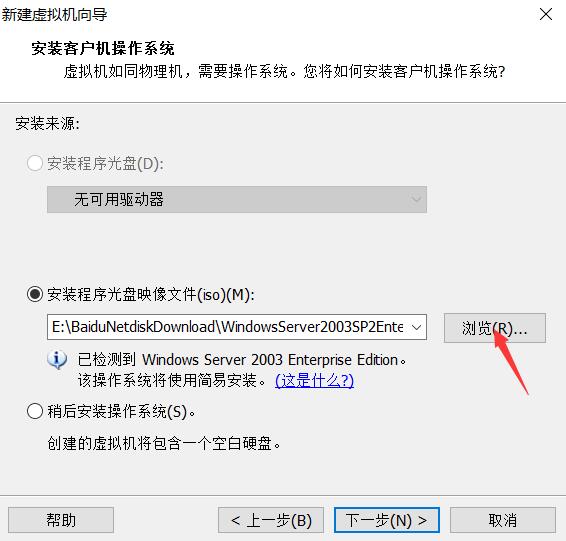 新建虚拟机向导
安装客户机操作系统
虚拟机如同物理机，需要操作系统。您将如何安装客户机操作系统?
安装来源:
安装程序光盘(D):
无可用驱动器
安装程序光盘映像文件(iso)(M):
E:\BaiduNetdiskDownload\WindowsServer2003SP2Ente
浏览(R)...
已检测到 Windows Server 2003 Enterprise Edition。
该操作系统将使用简易安装。(这是什么?)
稍后安装操作系统(S)。
创建的虚拟机将包含一个空白硬盘。
帮助
< 上一步(B)
下一步(N) >
取消